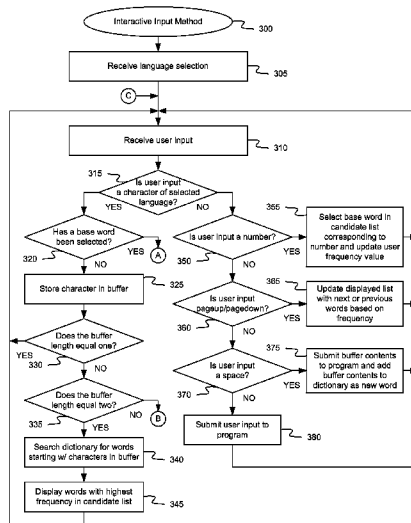 Interactive Input Method
300
Receive language selection
305
C
Receive user input
310
315
Is user input
a character of selected
language?
YES
NO
Has a base word
been selected?
320
YES
A
NO
Store character in buffer
325
Does the buffer
length equal one?
YES
330
NO
Does the buffer
length equal two?
335
NO
B
YES
Search dictionary for words
starting w/ characters in buffer
340
Display words with highest
frequency in candidate list
345
Is user input a number?
350
YES
NO
355
Select base word in
candidate list
corresponding to
number and update user
frequency value
Is user input
pageup/pagedown?
360
YES
NO
365
Update displayed list
with next or previous
words based on
frequency
Is user input
a space?
370
YES
NO
375
Submit buffer contents
to program and add
buffer contents to
dictionary as new word
Submit user input to
program
380